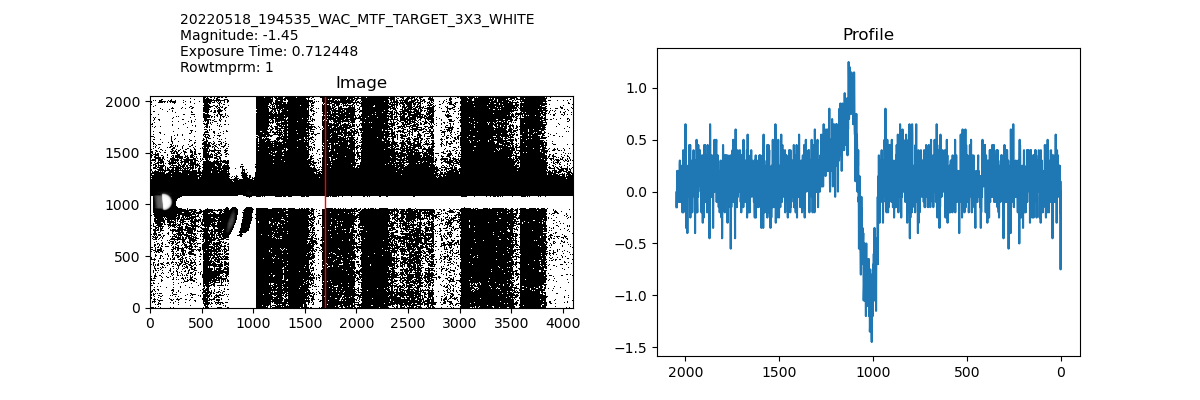 20220518_194535_WAC_MTF_TARGET_3X3_WHITE
Magnitude: -1.45
Exposure Time: 0.712448
Rowtmprm: 1
Image
2000
1500
1000
500
0
0 500 1000 1500 2000 2500 3000 3500 4000
Profile
1.0
0.5
0.0
−0.5
−1.0
−1.5
2000 1500 1000 500 0